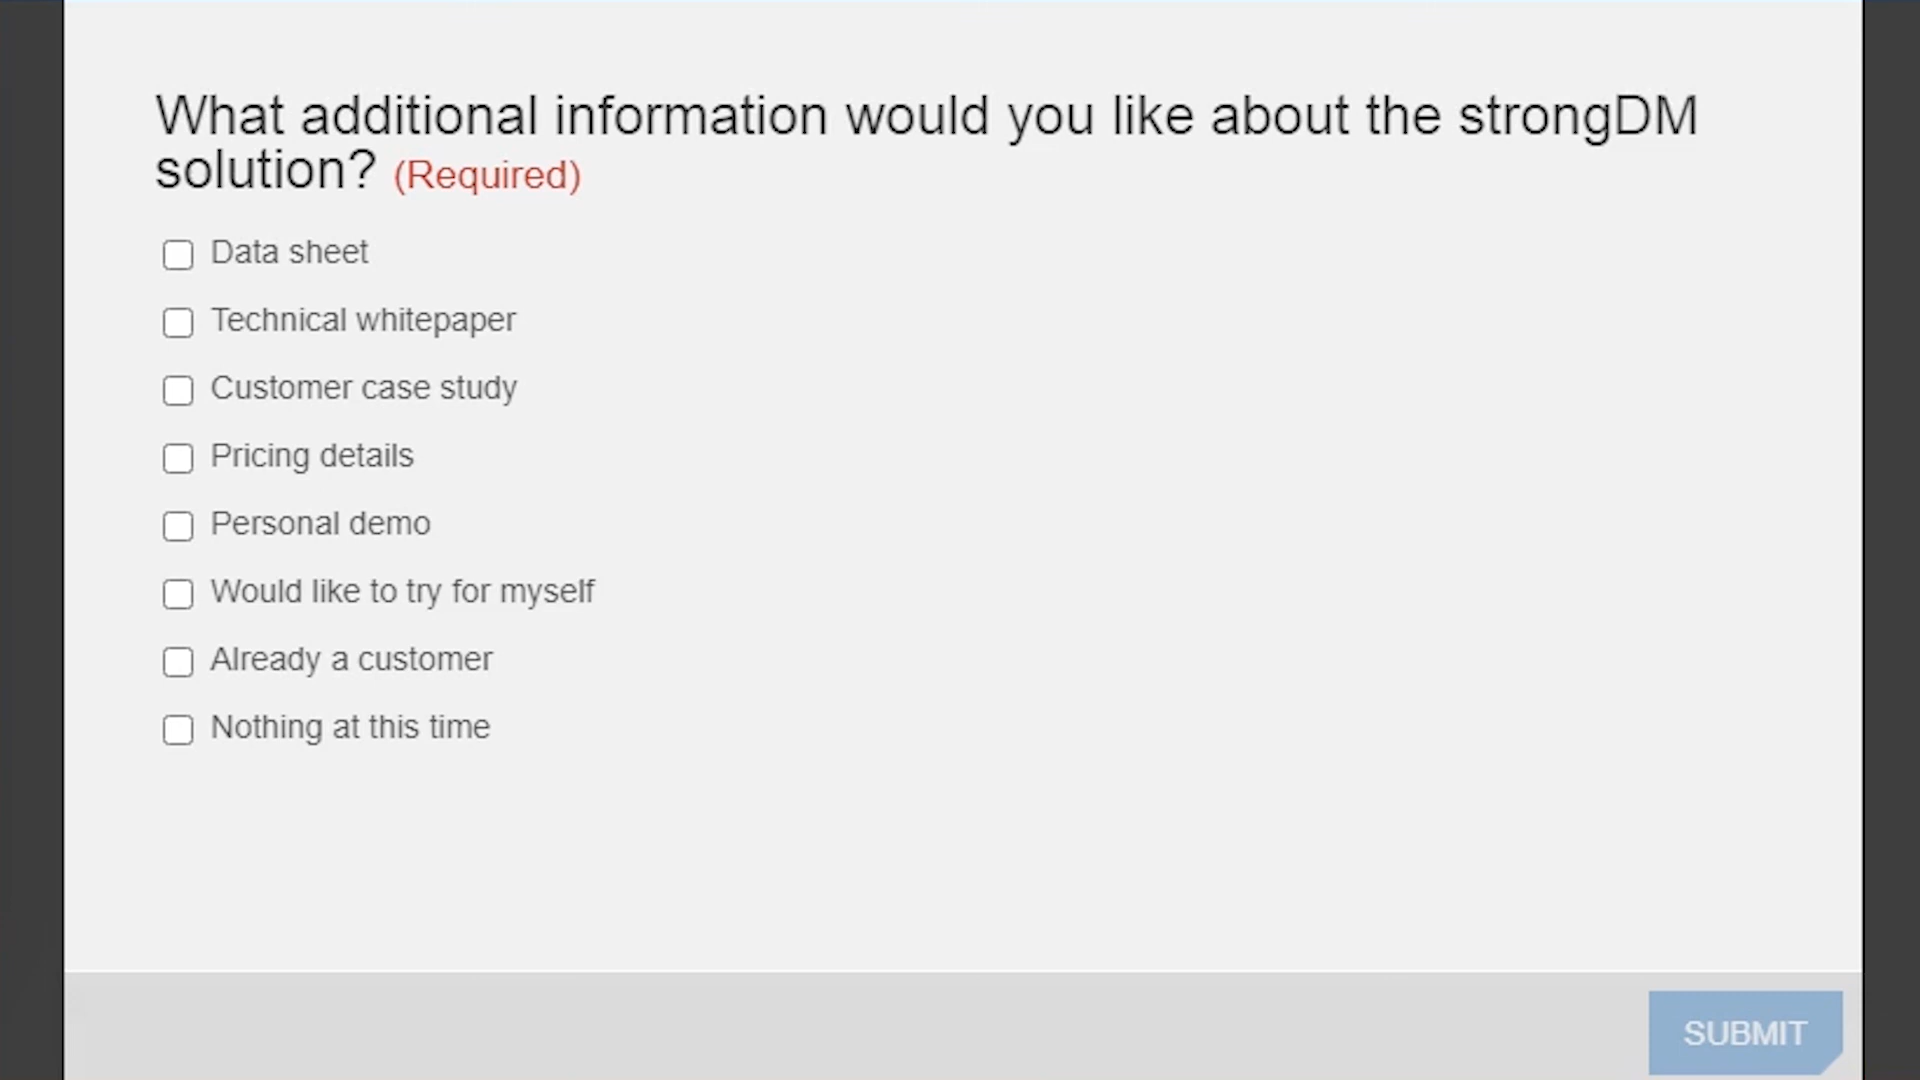 What additional information would you like about the strongDM
solution? (Required)
Data sheet
Technical whitepaper
Customer case study
Pricing details
Personal demo
Would like to try for myself
Already a customer
Nothing at this time
SUBMIT